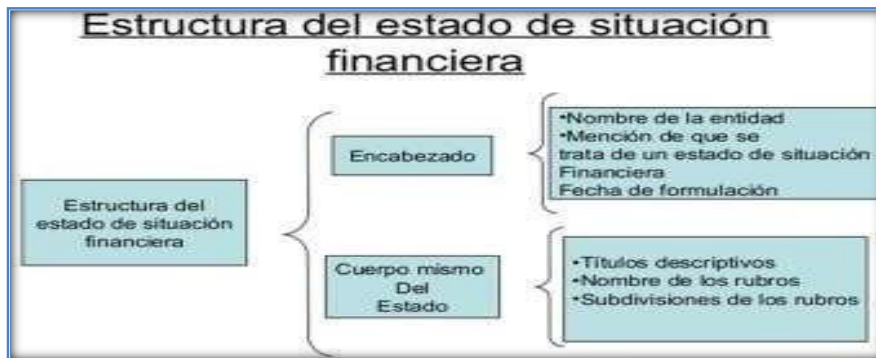 Estructura del estado de situación
financiera
Estructura del
estado de situación
financiera
Encabezado
•Nombre de la entidad
•Mención de que se
trata de un estado de situación
Financiera
Fecha de formulación
Cuerpo mismo
Del
Estado
•Títulos descriptivos
•Nombre de los rubros
•Subdivisiones de los rubros